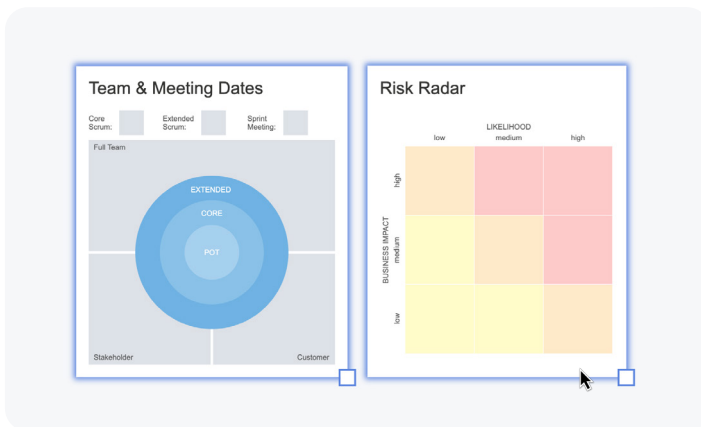 Team & Meeting Dates
Core
Scrum:
Extended
Scrum:
Sprint
Meeting:
Full Team
EXTENDED
CORE
POT
Stakeholder
Customer
Risk Radar
LIKELIHOOD
low medium high
BUSINESS IMPACT
high
medium
low